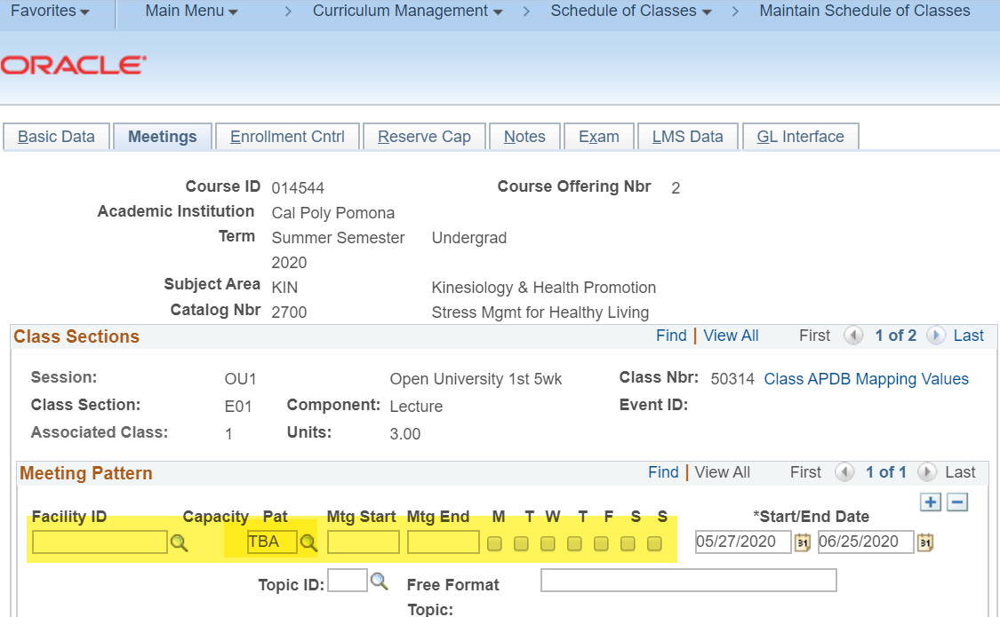 Favorites Main Menu > Curriculum Management > Schedule of Classes > Maintain Schedule of Classes
ORACLE®
Basic Data Meetings Enrollment Cntrl Reserve Cap Notes Exam LMS Data GL Interface
Course ID 014544 Course Offering Nbr 2
Academic Institution Cal Poly Pomona
Term Summer Semester Undergrad
2020
Subject Area KIN Kinesiology & Health Promotion
Catalog Nbr 2700 Stress Mgmt for Healthy Living
Class Sections Find | View All First 1 of 2 Last
Session: OU1 Open University 1st 5wk Class Nbr: 50314 Class APDB Mapping Values
Class Section: E01 Component: Lecture Event ID:
Associated Class: 1 Units: 3.00
Meeting Pattern Find | View All First 1 of 1 Last
Facility ID Capacity Pat Mtg Start Mtg End M T W T F S S *Start/End Date
TBA 05/27/2020 31 06/25/2020 31
Topic ID: Free Format
Topic: